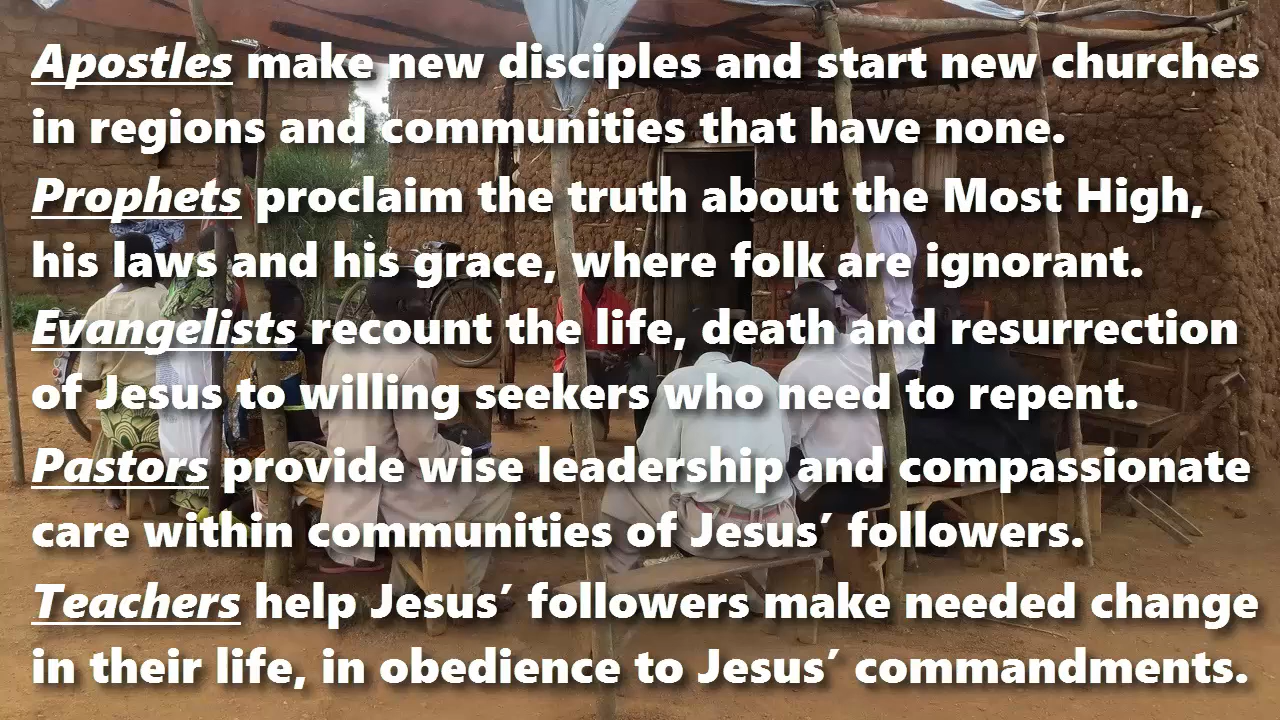 Apostles make new disciples and start new churches
in regions and communities that have none.
Prophets proclaim the truth about the Most High,
his laws and his grace, where folk are ignorant.
Evangelists recount the life, death and resurrection
of Jesus to willing seekers who need to repent.
Pastors provide wise leadership and compassionate
care within communities of Jesus’ followers.
Teachers help Jesus’ followers make needed change
in their life, in obedience to Jesus’ commandments.